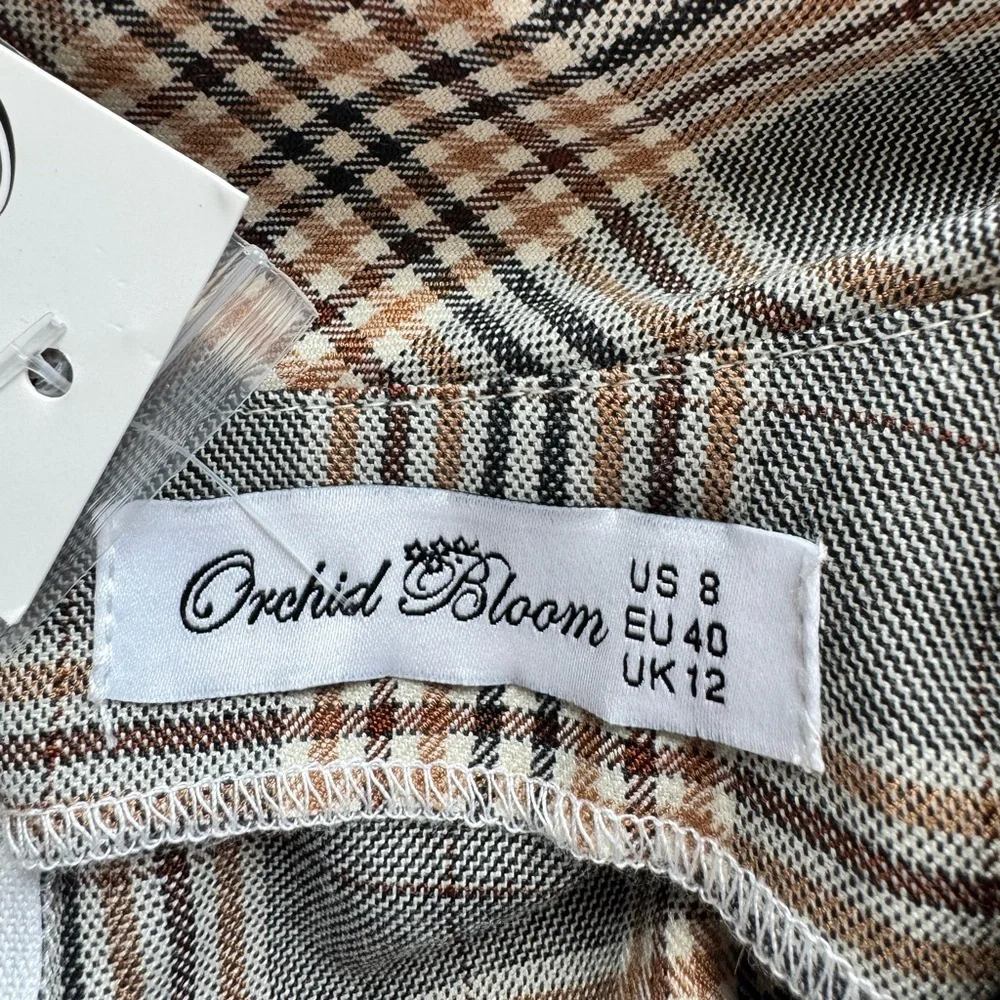 Orchid Bloom
US 8
EU 40
UK 12